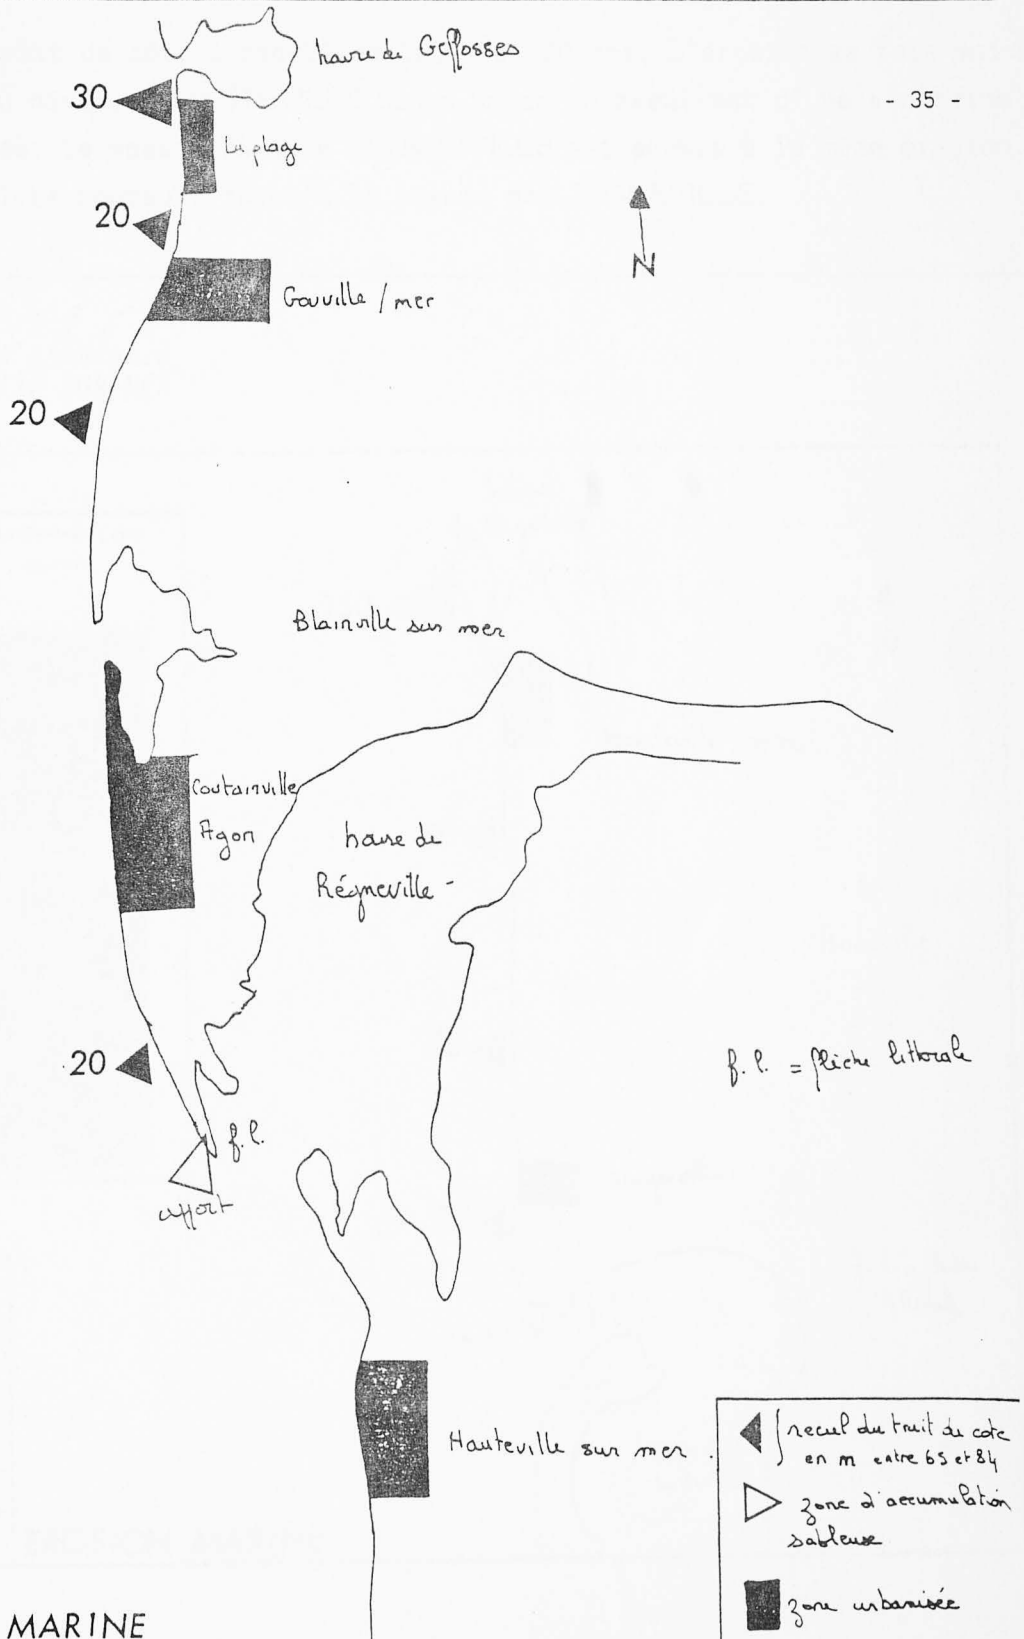 havre de Geffosses
- 35 -
30
La plage
20
N
Gouville / mer
20
Blainville sur mer
Coutainville
Agon
havre de
Régneville -
20
f. l. = flèche littorale
f. l.
apport
Hauteville sur mer
recul du trait de cote
en m entre 65 et 84
zone d'accumulation
sableuse
zone urbanisée
MARINE